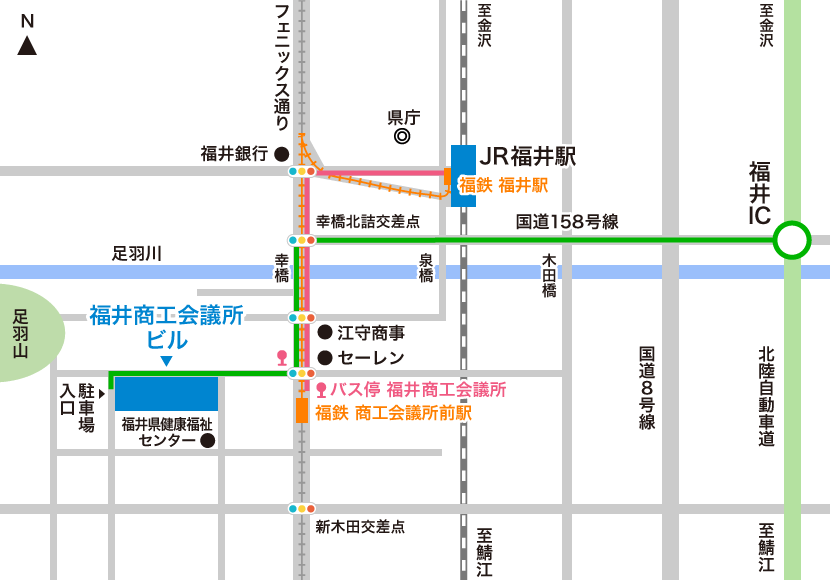 N
フェニックス通り
至金沢
至金沢
県庁
福井銀行
JR福井駅
福鉄 福井駅
福井IC
幸橋北詰交差点
国道158号線
足羽川
幸橋
泉橋
木田橋
足羽山
福井商工会議所
ビル
江守商事
セーレン
国道8号線
北陸自動車道
駐車場
入口
バス停 福井商工会議所
福鉄 商工会議所前駅
福井県健康福祉
センター
新木田交差点
至鯖江
至鯖江